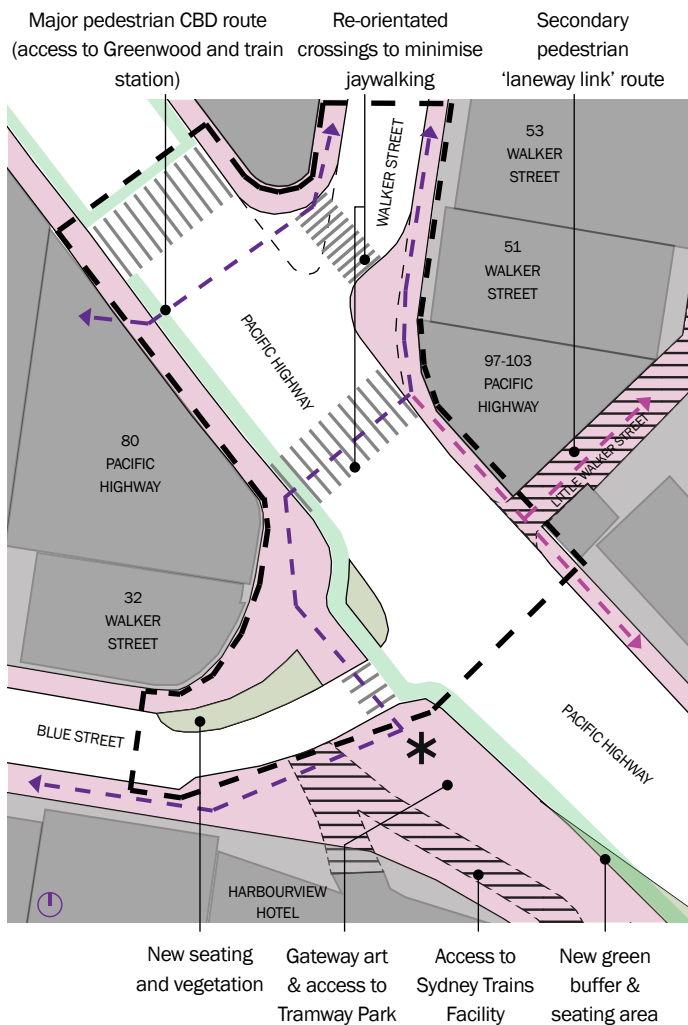 Major pedestrian CBD route
(access to Greenwood and train
station)
Re-orientated
crossings to minimise
jaywalking
Secondary
pedestrian
‘laneway link’ route
53
WALKER
STREET
WALKER STREET
51
WALKER
STREET
PACIFIC HIGHWAY
97-103
PACIFIC
HIGHWAY
LITTLE WALKER STREET
80
PACIFIC
HIGHWAY
32
WALKER
STREET
BLUE STREET
PACIFIC HIGHWAY
HARBOURVIEW
HOTEL
New seating
and vegetation
Gateway art
& access to
Tramway Park
Access to
Sydney Trains
Facility
New green
buffer &
seating area